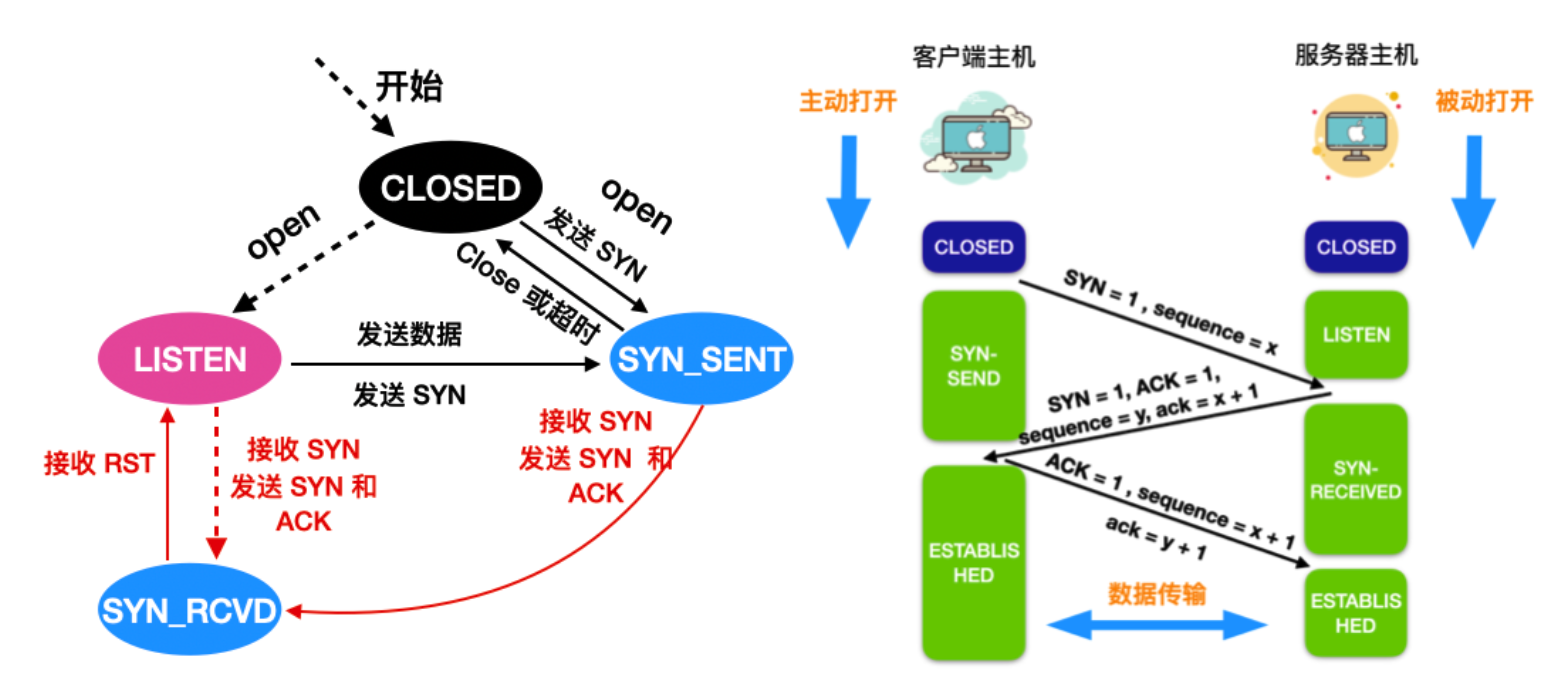 开始
CLOSED
open
open
发送 SYN
Close 或超时
LISTEN
发送数据
发送 SYN
SYN_SENT
接收 RST
接收 SYN
发送 SYN 和
ACK
接收 SYN
发送 SYN 和
ACK
SYN_RCVD
客户端主机
服务器主机
主动打开
被动打开
CLOSED
CLOSED
SYN = 1 , sequence = x
SYN-
SEND
LISTEN
SYN = 1, ACK = 1,
sequence = y, ack = x + 1
SYN-
RECEIVED
ACK = 1 , sequence = x + 1
ack = y + 1
ESTABLIS
HED
数据传输
ESTABLIS
HED